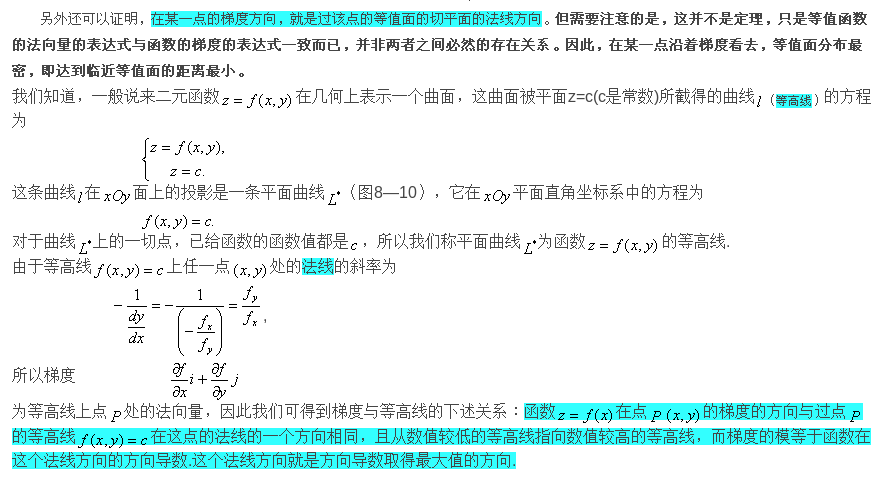 另外还可以证明，在某一点的梯度方向，就是过该点的等值面的切平面的法线方向。但需要注意的是，这并不是定理，只是等值函数
的法向量的表达式与函数的梯度的表达式一致而已，并非两者之间必然的存在关系。因此，在某一点沿着梯度看去，等值面分布最
密，即达到临近等值面的距离最小。
我们知道，一般说来二元函数 z = f(x,y) 在几何上表示一个曲面，这曲面被平面z=c(c是常数)所截得的曲线 l （等高线）的方程
为
{ z = f(x,y),
z = c.
这条曲线 l 在 xOy 面上的投影是一条平面曲线 L*（图8—10），它在 xOy 平面直角坐标系中的方程为
f(x,y) = c.
对于曲线 L* 上的一切点，已给函数的函数值都是 c ，所以我们称平面曲线 L* 为函数 z = f(x,y) 的等高线.
由于等高线 f(x,y) = c 上任一点 (x,y) 处的法线的斜率为
-1/(dy/dx) = -1/(-f_x/f_y) = f_y/f_x ，
所以梯度 ∂f/∂x i + ∂f/∂y j
为等高线上点 P 处的法向量，因此我们可得到梯度与等高线的下述关系：函数 z = f(x) 在点 P (x,y) 的梯度的方向与过点 P
的等高线 f(x,y) = c 在这点的法线的一个方向相同，且从数值较低的等高线指向数值较高的等高线，而梯度的模等于函数在
这个法线方向的方向导数.这个法线方向就是方向导数取得最大值的方向.